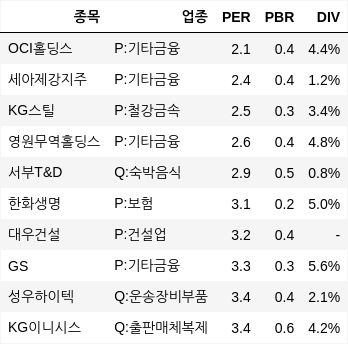 종목 업종 PER PBR DIV
OCI홀딩스 P:기타금융 2.1 0.4 4.4%
세아제강지주 P:기타금융 2.4 0.4 1.2%
KG스틸 P:철강금속 2.5 0.3 3.4%
영원무역홀딩스 P:기타금융 2.6 0.4 4.8%
서부T&D Q:숙박음식 2.9 0.5 0.8%
한화생명 P:보험 3.1 0.2 5.0%
대우건설 P:건설업 3.2 0.4 -
GS P:기타금융 3.3 0.3 5.6%
성우하이텍 Q:운송장비부품 3.4 0.4 2.1%
KG이니시스 Q:출판매체복제 3.4 0.6 4.2%